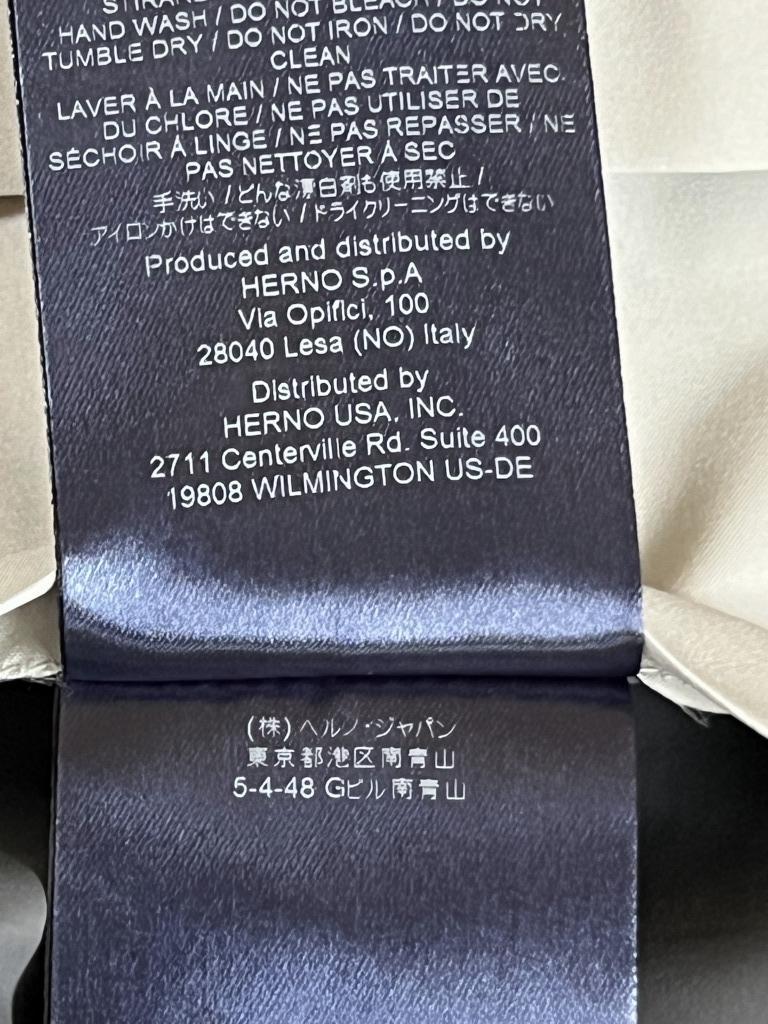 HAND WASH / DO NOT BLEACH / DO NOT
TUMBLE DRY / DO NOT IRON / DO NOT DRY
CLEAN
LAVER À LA MAIN / NE PAS TRAITER AVEC
DU CHLORE / NE PAS UTILISER DE
SÉCHOIR À LINGE / NE PAS REPASSER / NE
PAS NETTOYER À SEC
手洗い / どんな漂白剤も使用禁止 /
アイロンかけはできない / ドライクリーニングはできない
Produced and distributed by
HERNO S.p.A
Via Opifici, 100
28040 Lesa (NO) Italy
Distributed by
HERNO USA, INC.
2711 Centerville Rd. Suite 400
19808 WILMINGTON US-DE
(株) ヘルノ・ジャパン
東京都港区南青山
5-4-48 Gビル南青山